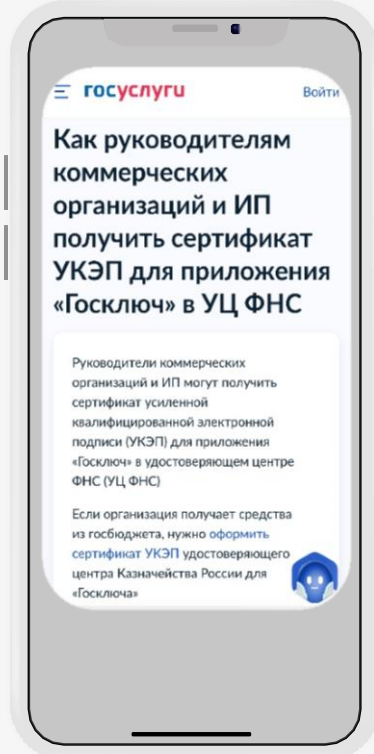 госуслуги Войти
Как руководителям
коммерческих
организаций и ИП
получить сертификат
УКЭП для приложения
«Госключ» в УЦ ФНС
Руководители коммерческих
организаций и ИП могут получить
сертификат усиленной
квалифицированной электронной
подписи (УКЭП) для приложения
«Госключ» в удостоверяющем центре
ФНС (УЦ ФНС)
Если организация получает средства
из госбюджета, нужно оформить
сертификат УКЭП удостоверяющего
центра Казначейства России для
«Госключа»